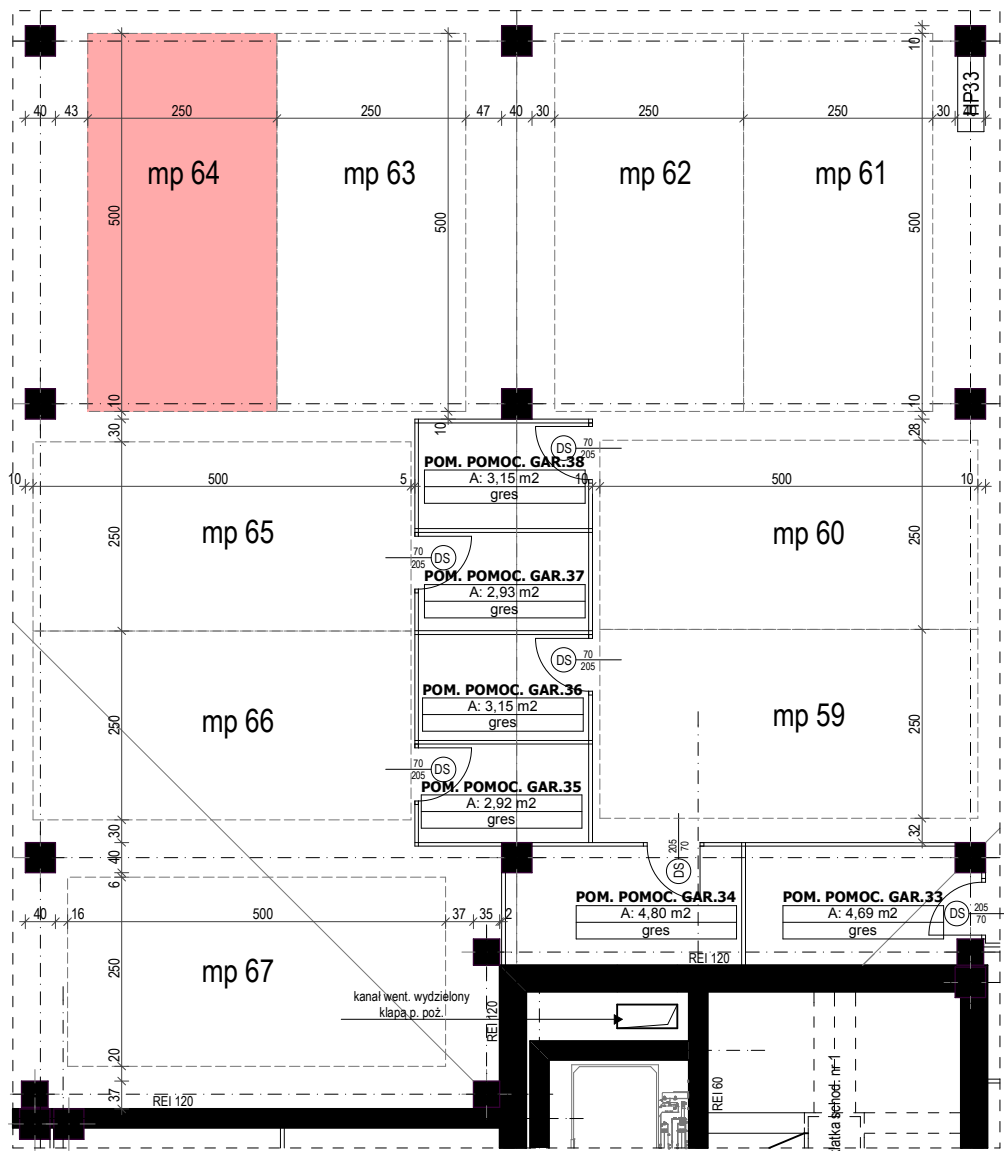 10
HP33
40 43 250 250 47 40 30 250 250 30
mp 64 mp 63 mp 62 mp 61
500 500 500
10 10
30 10 28
DS 70 205
POM. POMOC. GAR.38
A: 3,15 m2
gres
10 500 5 10 500 10
mp 65 mp 60
250 250
70 205 DS
POM. POMOC. GAR.37
A: 2,93 m2
gres
DS 70 205
POM. POMOC. GAR.36
A: 3,15 m2
gres
mp 66 mp 59
250 250
70 205 DS
POM. POMOC. GAR.35
A: 2,92 m2
gres
30 32
40
205 70 DS
6
POM. POMOC. GAR.34
A: 4,80 m2
gres
POM. POMOC. GAR.33
A: 4,69 m2
gres
DS 205 70
40 16 500 37 35 2
REI 120
mp 67
250
kanał went. wydzielony
klapą p. poż.
REI 120
20
37
REI 120
REI 60
schod. nr 1